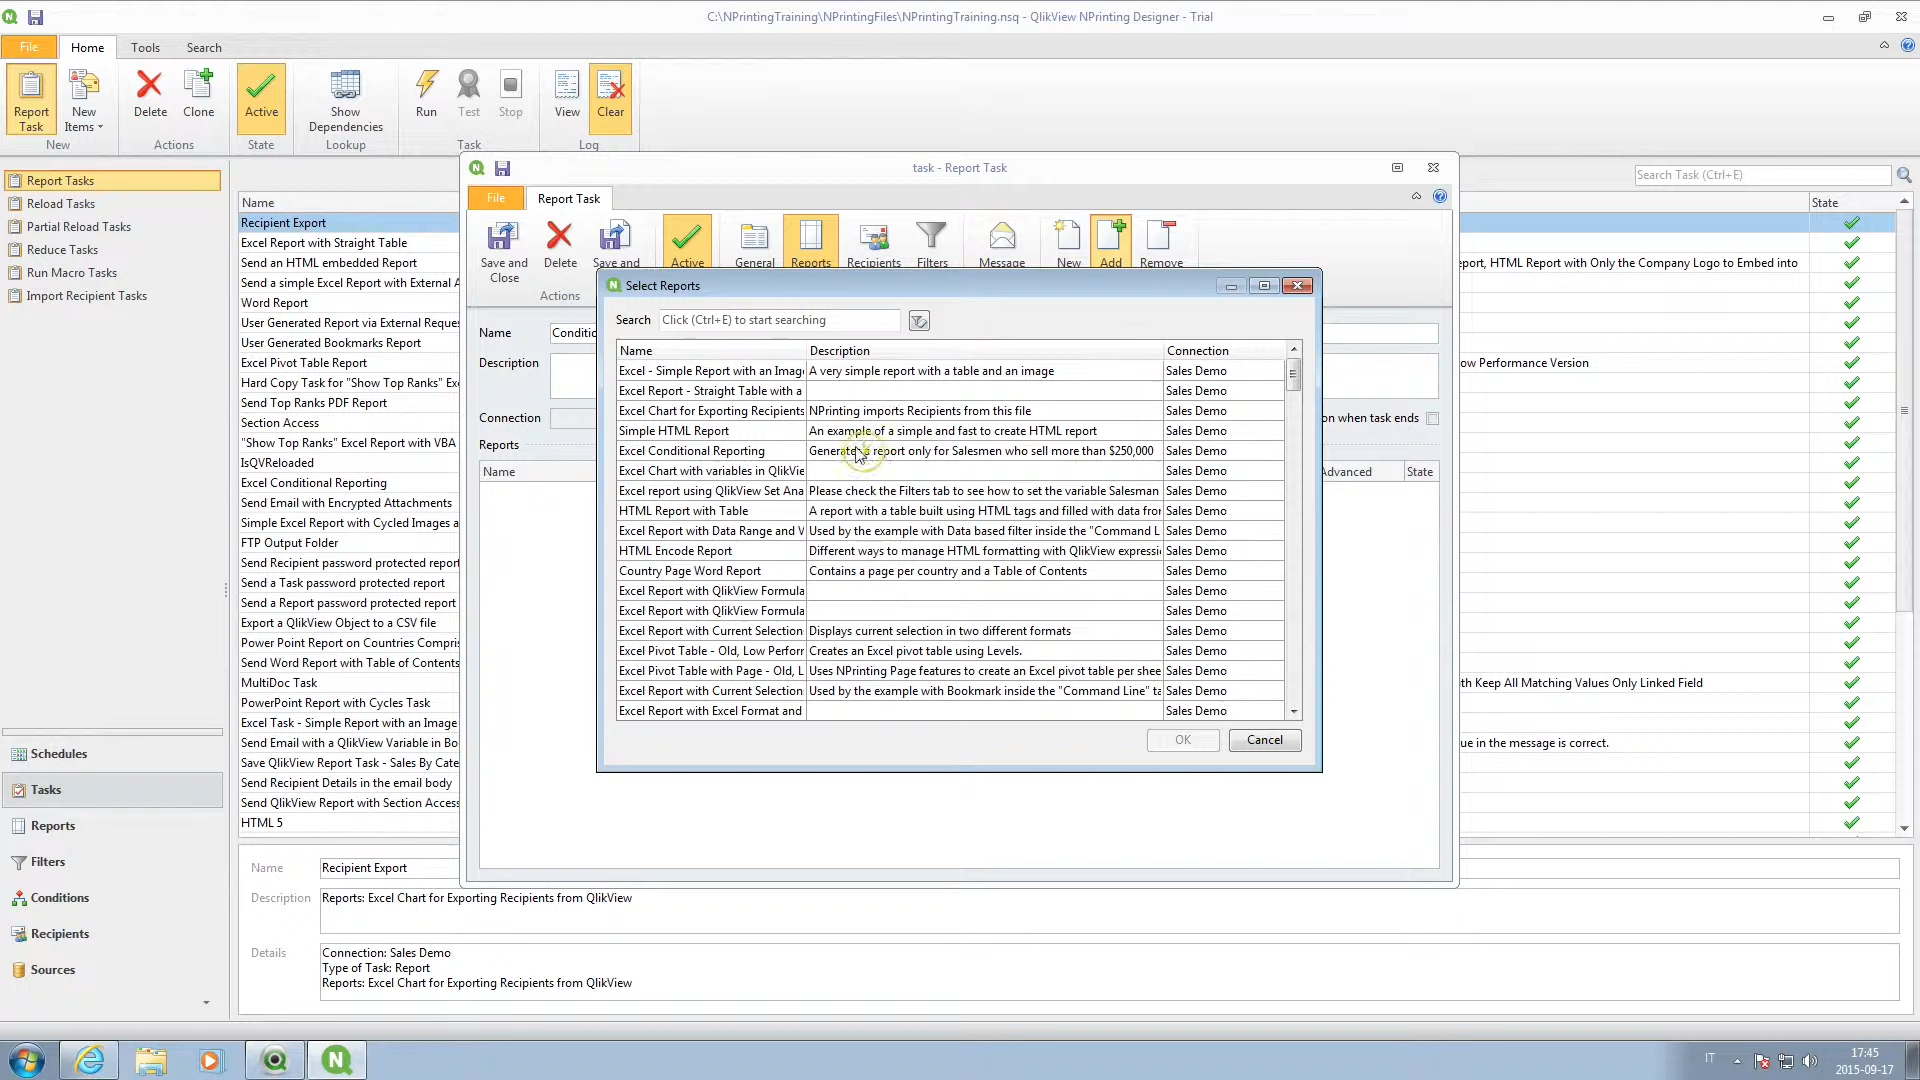 C:\NPrintingTraining\NPrintingFiles\NPrintingTraining.nsq - QlikView NPrinting Designer - Trial
File Home Tools Search
Report Task
New Items
Delete
Clone
Active
Show Dependencies
Run
Test
Stop
View
Clear
New
Actions
State
Lookup
Task
Log
Report Tasks
Reload Tasks
Partial Reload Tasks
Reduce Tasks
Run Macro Tasks
Import Recipient Tasks
Schedules
Tasks
Reports
Filters
Conditions
Recipients
Sources
Name
Recipient Export
Excel Report with Straight Table
Send an HTML embedded Report
Send a simple Excel Report with External A
Word Report
User Generated Report via External Reques
User Generated Bookmarks Report
Excel Pivot Table Report
Hard Copy Task for "Show Top Ranks" Exc
Send Top Ranks PDF Report
Section Access
"Show Top Ranks" Excel Report with VBA
IsQVReloaded
Excel Conditional Reporting
Send Email with Encrypted Attachments
Simple Excel Report with Cycled Images a
FTP Output Folder
Send Recipient password protected report
Send a Task password protected report
Send a Report password protected report
Export a QlikView Object to a CSV file
Power Point Report on Countries Compris
Send Word Report with Table of Contents
MultiDoc Task
PowerPoint Report with Cycles Task
Excel Task - Simple Report with an Image
Send Email with a QlikView Variable in Bo
Save QlikView Report Task - Sales By Cate
Send Recipient Details in the email body
Send QlikView Report with Section Access
HTML 5
Search Task (Ctrl+E)
State
eport, HTML Report with Only the Company Logo to Embed into
ow Performance Version
th Keep All Matching Values Only Linked Field
ue in the message is correct.
task - Report Task
File Report Task
Save and Close
Delete
Save and
Active
General
Reports
Recipients
Filters
Message
New
Add
Remove
Actions
Name Conditio
Description
Connection
on when task ends
Reports
Name
Advanced State
Select Reports
Search Click (Ctrl+E) to start searching
Name Description Connection
Excel - Simple Report with an Imag A very simple report with a table and an image Sales Demo
Excel Report - Straight Table with a Sales Demo
Excel Chart for Exporting Recipients NPrinting imports Recipients from this file Sales Demo
Simple HTML Report An example of a simple and fast to create HTML report Sales Demo
Excel Conditional Reporting Generate report only for Salesmen who sell more than $250,000 Sales Demo
Excel Chart with variables in QlikVie Sales Demo
Excel report using QlikView Set Ana Please check the Filters tab to see how to set the variable Salesman Sales Demo
HTML Report with Table A report with a table built using HTML tags and filled with data fror Sales Demo
Excel Report with Data Range and V Used by the example with Data based filter inside the "Command L Sales Demo
HTML Encode Report Different ways to manage HTML formatting with QlikView expressi Sales Demo
Country Page Word Report Contains a page per country and a Table of Contents Sales Demo
Excel Report with QlikView Formula Sales Demo
Excel Report with QlikView Formula Sales Demo
Excel Report with Current Selection Displays current selection in two different formats Sales Demo
Excel Pivot Table - Old, Low Perforr Creates an Excel pivot table using Levels. Sales Demo
Excel Pivot Table with Page - Old, L Uses NPrinting Page features to create an Excel pivot table per shee Sales Demo
Excel Report with Current Selection Used by the example with Bookmark inside the "Command Line" ta Sales Demo
Excel Report with Excel Format and Sales Demo
OK Cancel
Name Recipient Export
Description Reports: Excel Chart for Exporting Recipients from QlikView
Details Connection: Sales Demo
Type of Task: Report
Reports: Excel Chart for Exporting Recipients from QlikView
IT
17:45
2015-09-17